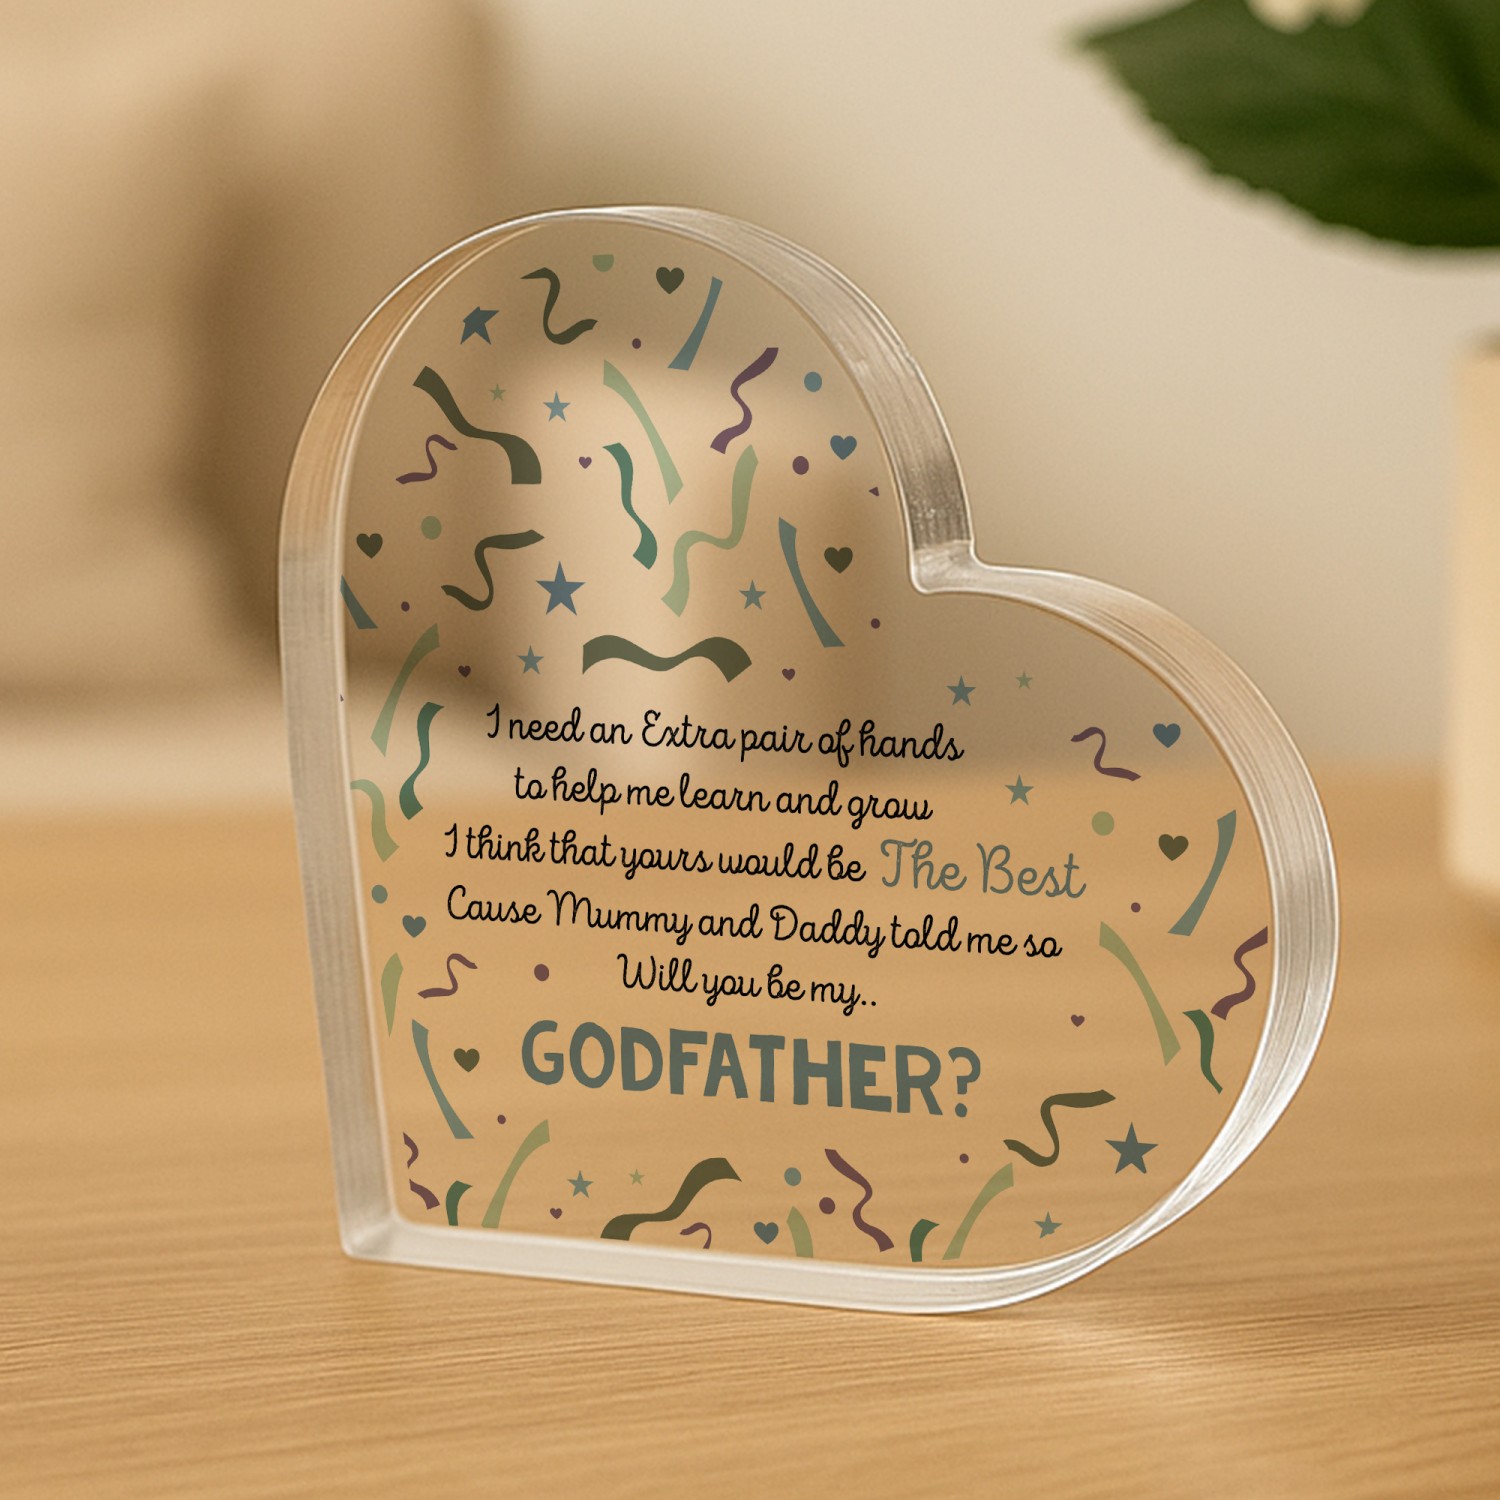 I need an Extra pair of hands
to help me learn and grow
I think that yours would be The Best
Cause Mummy and Daddy told me so
Will you be my..
GODFATHER?